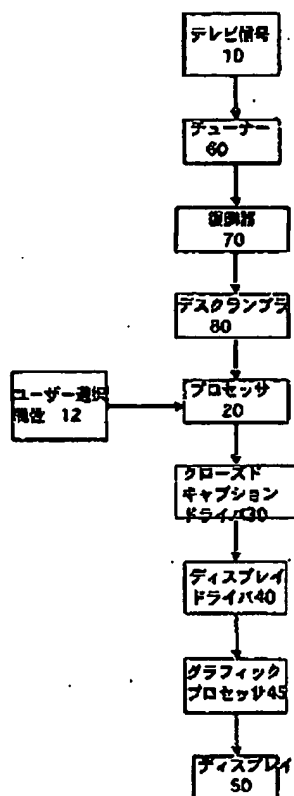 テレビ信号
10
チューナー
60
復調器
70
デスクランブラ
80
ユーザー選択
機能 12
プロセッサ
20
クローズド
キャプション
ドライバ30
ディスプレイ
ドライバ40
グラフィック
プロセッサ45
ディスプレイ
50